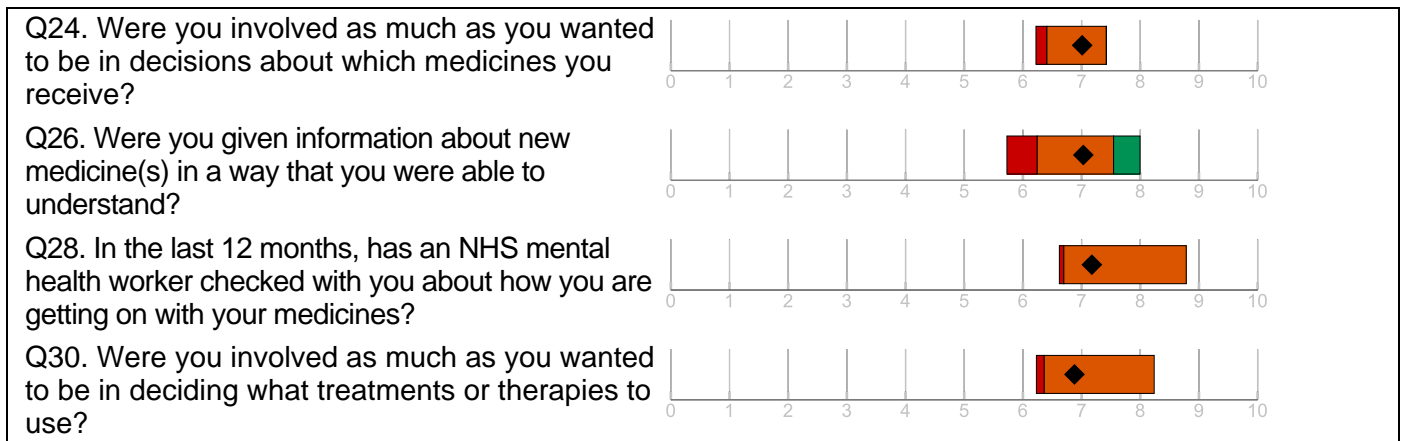 Q24. Were you involved as much as you wanted
to be in decisions about which medicines you
receive?
0 1 2 3 4 5 6 7 8 9 10
Q26. Were you given information about new
medicine(s) in a way that you were able to
understand?
0 1 2 3 4 5 6 7 8 9 10
Q28. In the last 12 months, has an NHS mental
health worker checked with you about how you are
getting on with your medicines?
0 1 2 3 4 5 6 7 8 9 10
Q30. Were you involved as much as you wanted
to be in deciding what treatments or therapies to
use?
0 1 2 3 4 5 6 7 8 9 10